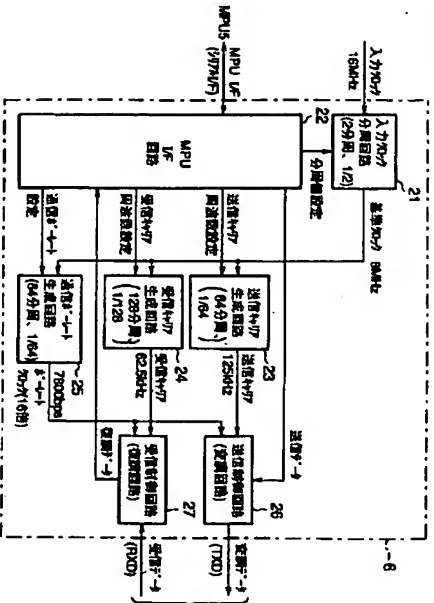 入力クロック
16MHz
入力クロック
分周回路
(2分周、1/2)
21
基準クロック 8MHz
MPU5
MPU I/F
(シリアルI/F)
22
MPU
I/F
回路
分周値設定
送信キャリア
周波数設定
受信キャリア
周波数設定
通信ボーレート
設定
送信キャリア
生成回路
(64分周、
1/64)
23
送信キャリア
125kHz
受信キャリア
生成回路
(128分周、
1/128)
24
受信キャリア
62.5kHz
通信ボーレート
生成回路
(64分周、1/64)
25
7800bps
ボーレート
クロック(16倍)
送信データ
送信制御回路
(変調回路)
26
変調データ
(TXD)
受信制御回路
(復調回路)
27
復調データ
受信データ
(RXD)
6